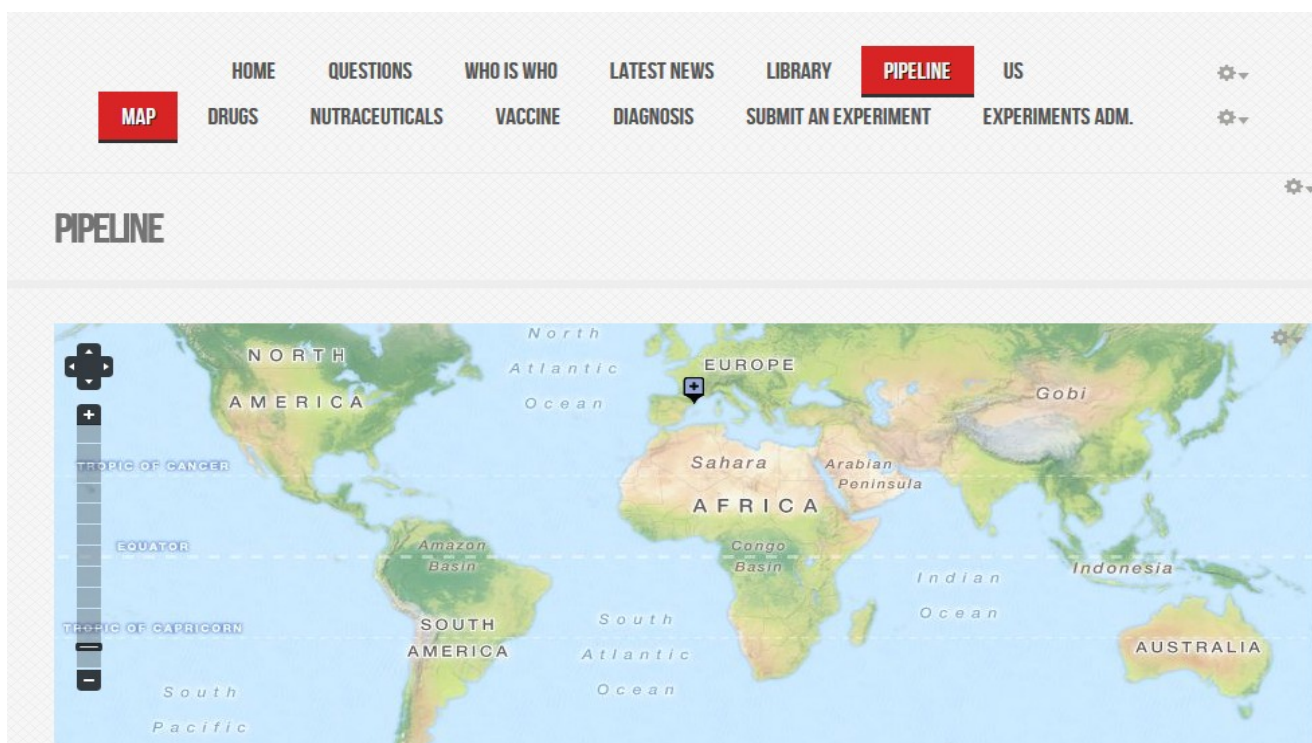 HOME QUESTIONS WHO IS WHO LATEST NEWS LIBRARY PIPELINE US
MAP DRUGS NUTRACEUTICALS VACCINE DIAGNOSIS SUBMIT AN EXPERIMENT EXPERIMENTS ADM.
PIPELINE
North
Atlantic
Ocean
NORTH
AMERICA
EUROPE
Gobi
TROPIC OF CANCER
Sahara
Arabian
Peninsula
AFRICA
EQUATOR
Amazon
Basin
Congo
Basin
Indian
Ocean
Indonesia
TROPIC OF CAPRICORN
SOUTH
AMERICA
South
Atlantic
Ocean
AUSTRALIA
South
Pacific